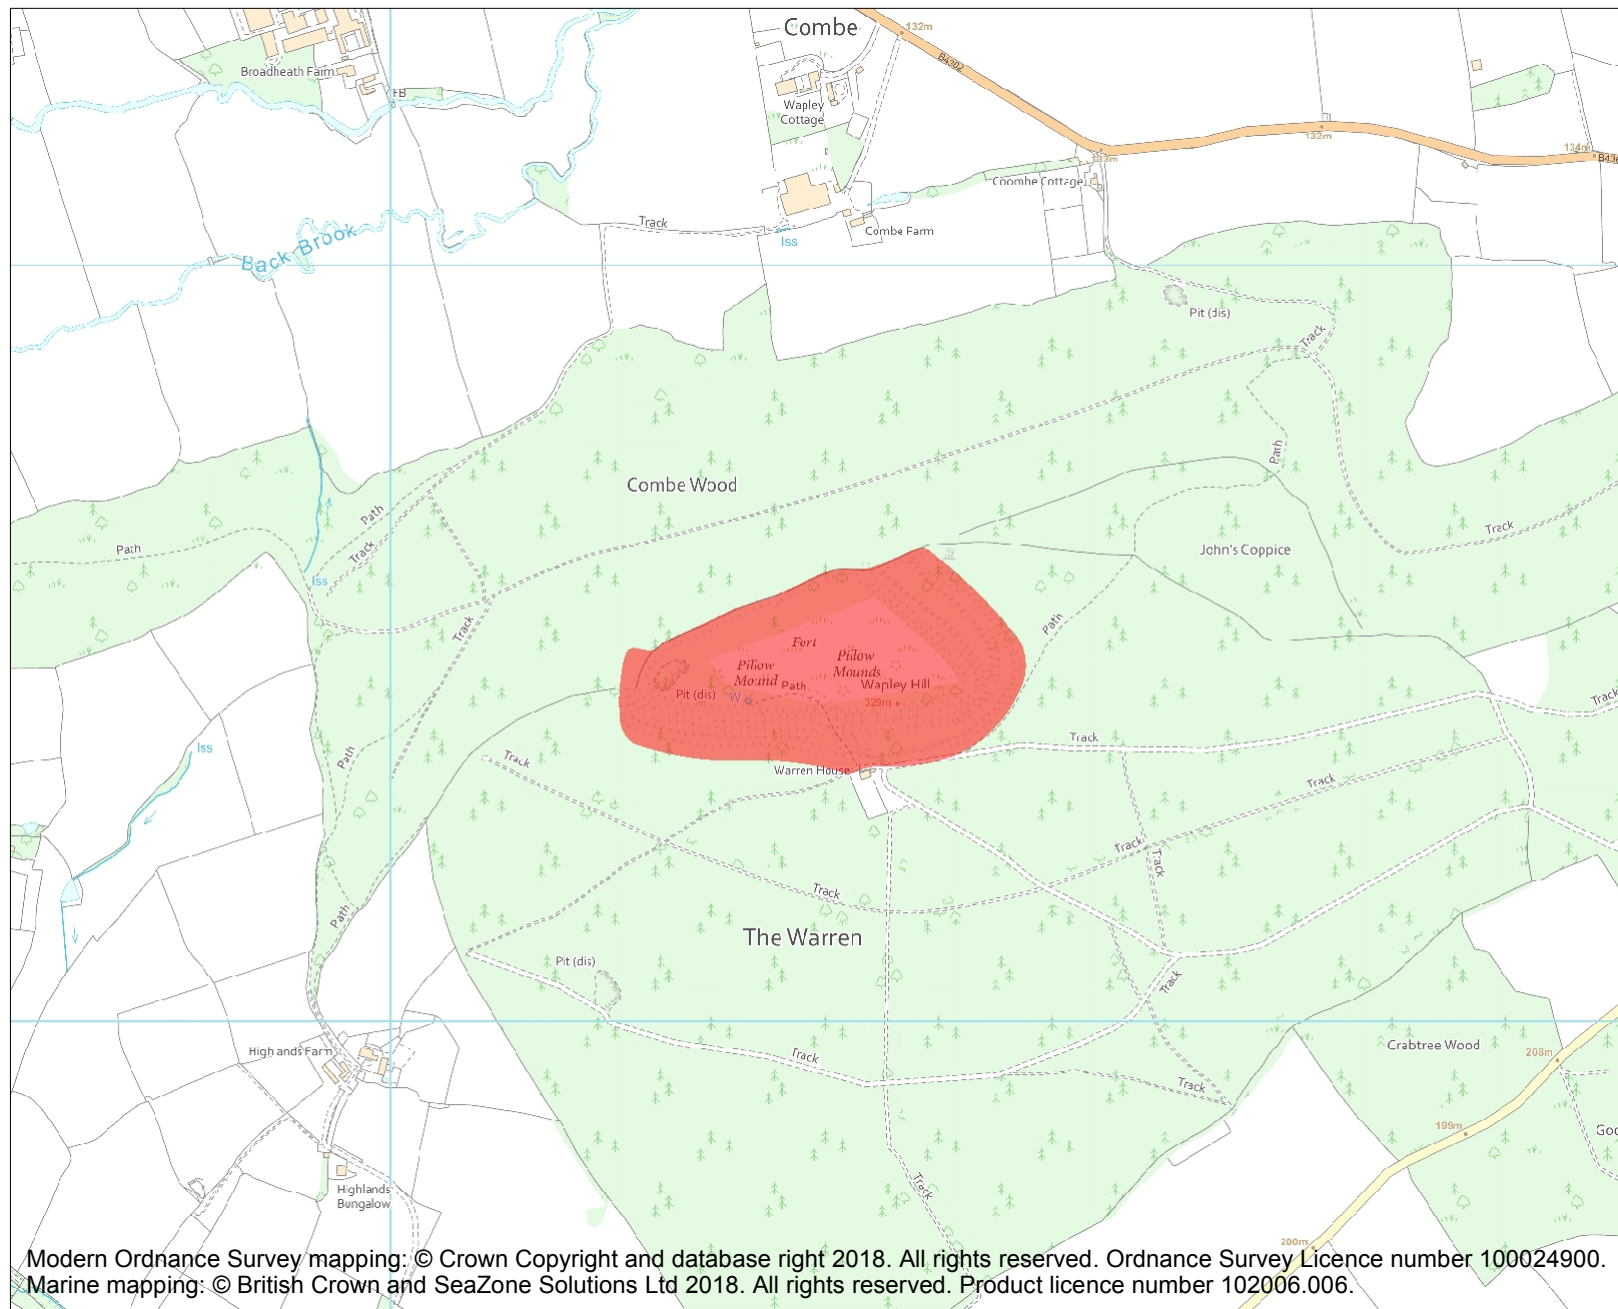 Combe
132m
B4302
Broadheath Farm
FB
Wapley
Cottage
132m
134m
133m
Coombe Cottage
Track
Combe Farm
Iss
Back Brook
Pit (dis)
Track
Path
Combe Wood
Path
Track
Path
Track
John's Coppice
Iss
Path
Track
Fort
Pillow
Mound
Pillow
Mounds
Path
Wapley Hill
Pit (dis)
W
329m
Track
Iss
Path
Track
Track
Warren House
Track
Track
Track
Track
Path
The Warren
Pit (dis)
Track
Highlands Farm
Track
Track
Crabtree Wood
208m
199m
Track
Highlands
Bungalow
200m
Modern Ordnance Survey mapping: © Crown Copyright and database right 2018. All rights reserved. Ordnance Survey Licence number 100024900.
Marine mapping: © British Crown and SeaZone Solutions Ltd 2018. All rights reserved. Product licence number 102006.006.